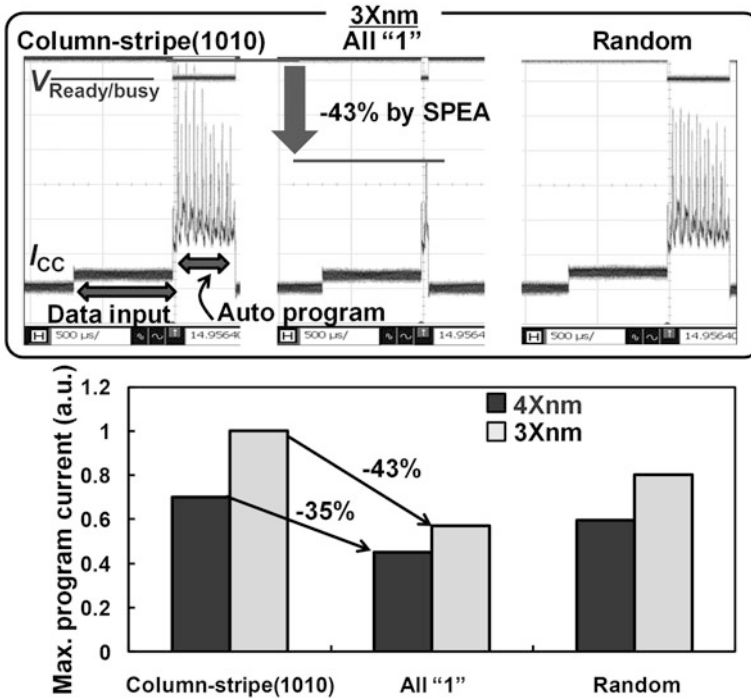 3Xnm
Column-stripe(1010) All “1” Random
VReady/busy
-43% by SPEA
ICC
Data input Auto program
H 500 µs/ 14.95640
H 500 µs/ 14.95640
H 500 µs/ 14.95640
Max. program current (a.u.)
1.2
1
0.8
0.6
0.4
0.2
0
4Xnm
3Xnm
-43%
-35%
Column-stripe(1010) All “1” Random